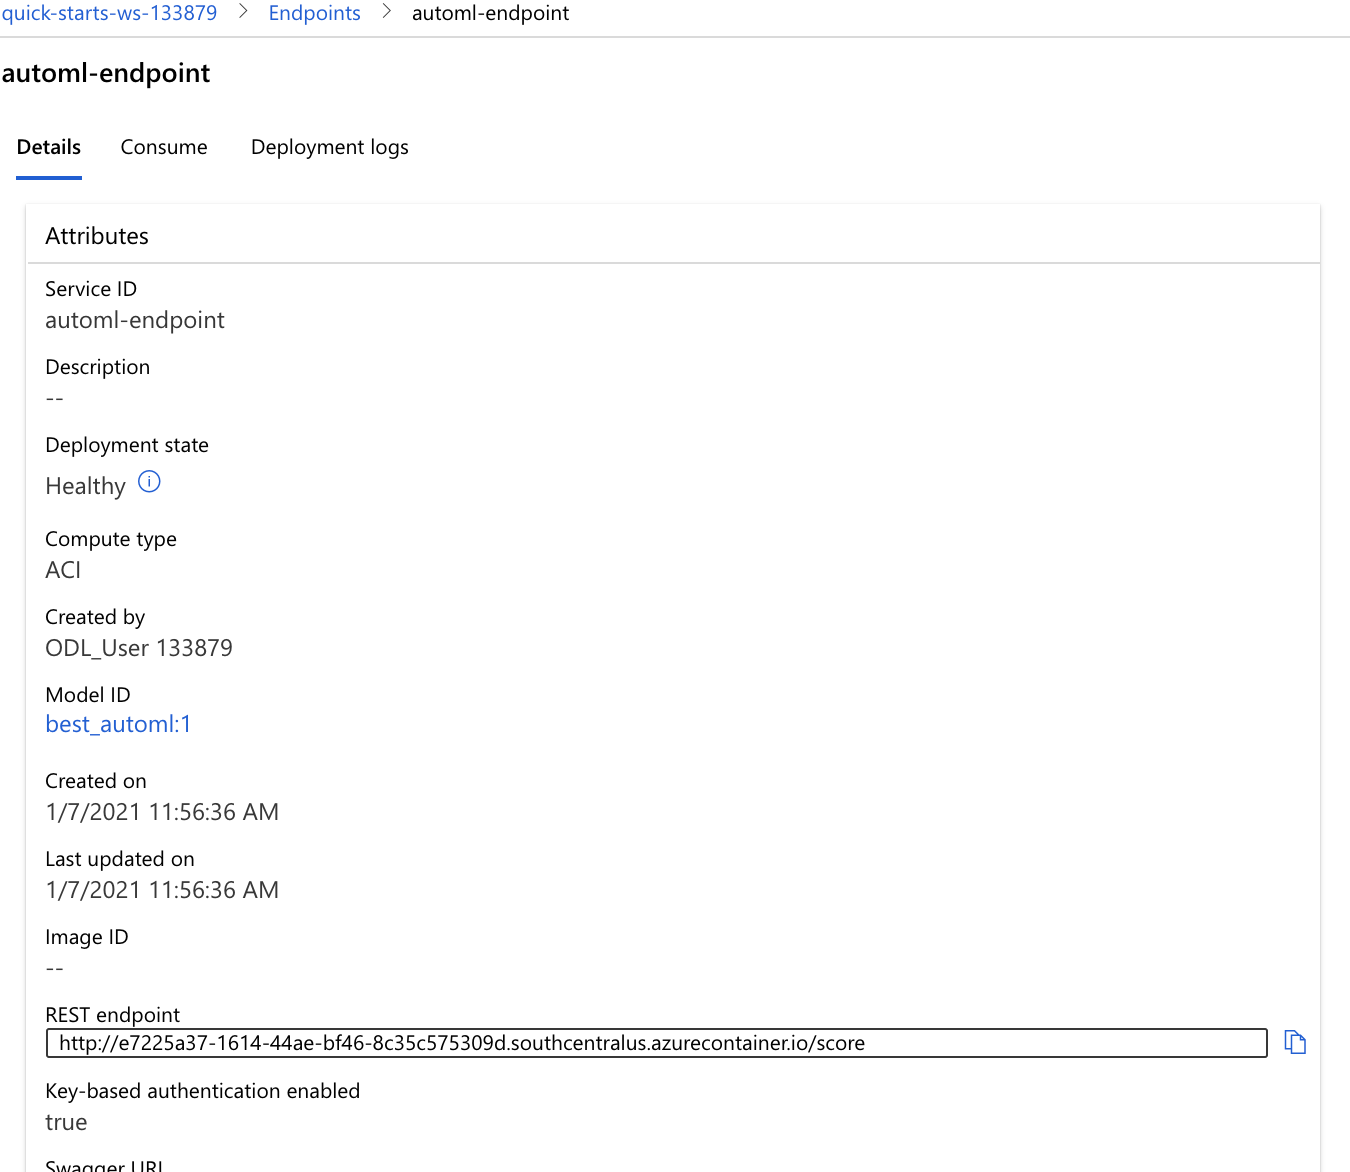 quick-starts-ws-133879 > Endpoints > automl-endpoint
automl-endpoint
Details Consume Deployment logs
Attributes
Service ID
automl-endpoint
Description
--
Deployment state
Healthy
Compute type
ACI
Created by
ODL_User 133879
Model ID
best_automl:1
Created on
1/7/2021 11:56:36 AM
Last updated on
1/7/2021 11:56:36 AM
Image ID
--
REST endpoint
http://e7225a37-1614-44ae-bf46-8c35c575309d.southcentralus.azurecontainer.io/score
Key-based authentication enabled
true
Swagger URI